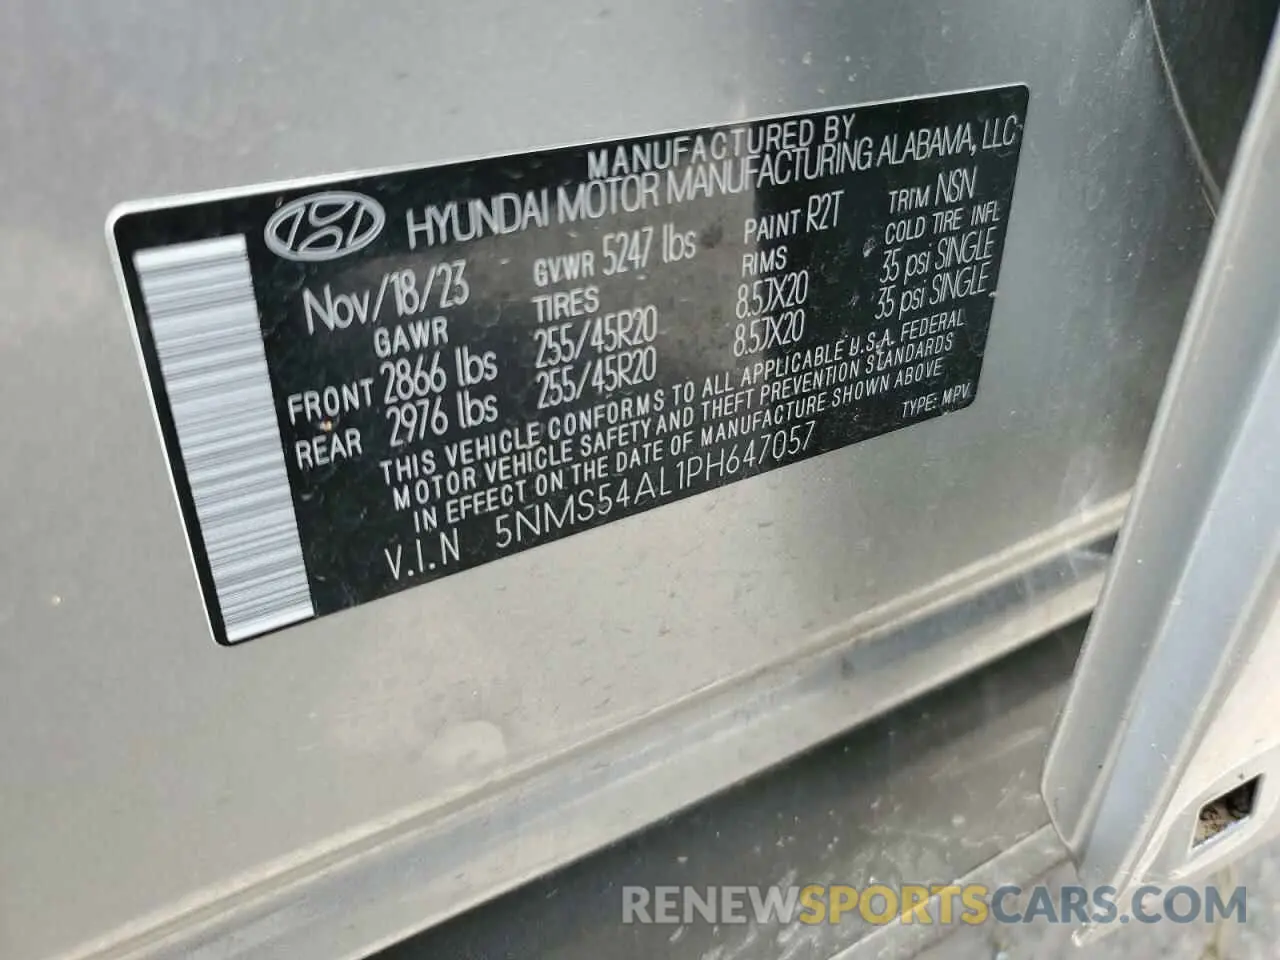 MANUFACTURED BY
HYUNDAI MOTOR MANUFACTURING ALABAMA, LLC
Nov/18/23 GVWR 5247 lbs PAINT R2T TRIM NSN
GAWR TIRES RIMS COLD TIRE INFL
FRONT 2866 lbs 255/45R20 8.5JX20 35 psi SINGLE
REAR 2976 lbs 255/45R20 8.5JX20 35 psi SINGLE
THIS VEHICLE CONFORMS TO ALL APPLICABLE U.S.A. FEDERAL
MOTOR VEHICLE SAFETY AND THEFT PREVENTION STANDARDS
IN EFFECT ON THE DATE OF MANUFACTURE SHOWN ABOVE
V.I.N 5NMS54AL1PH647057 TYPE: MPV
RENEWSPORTSCARS.COM